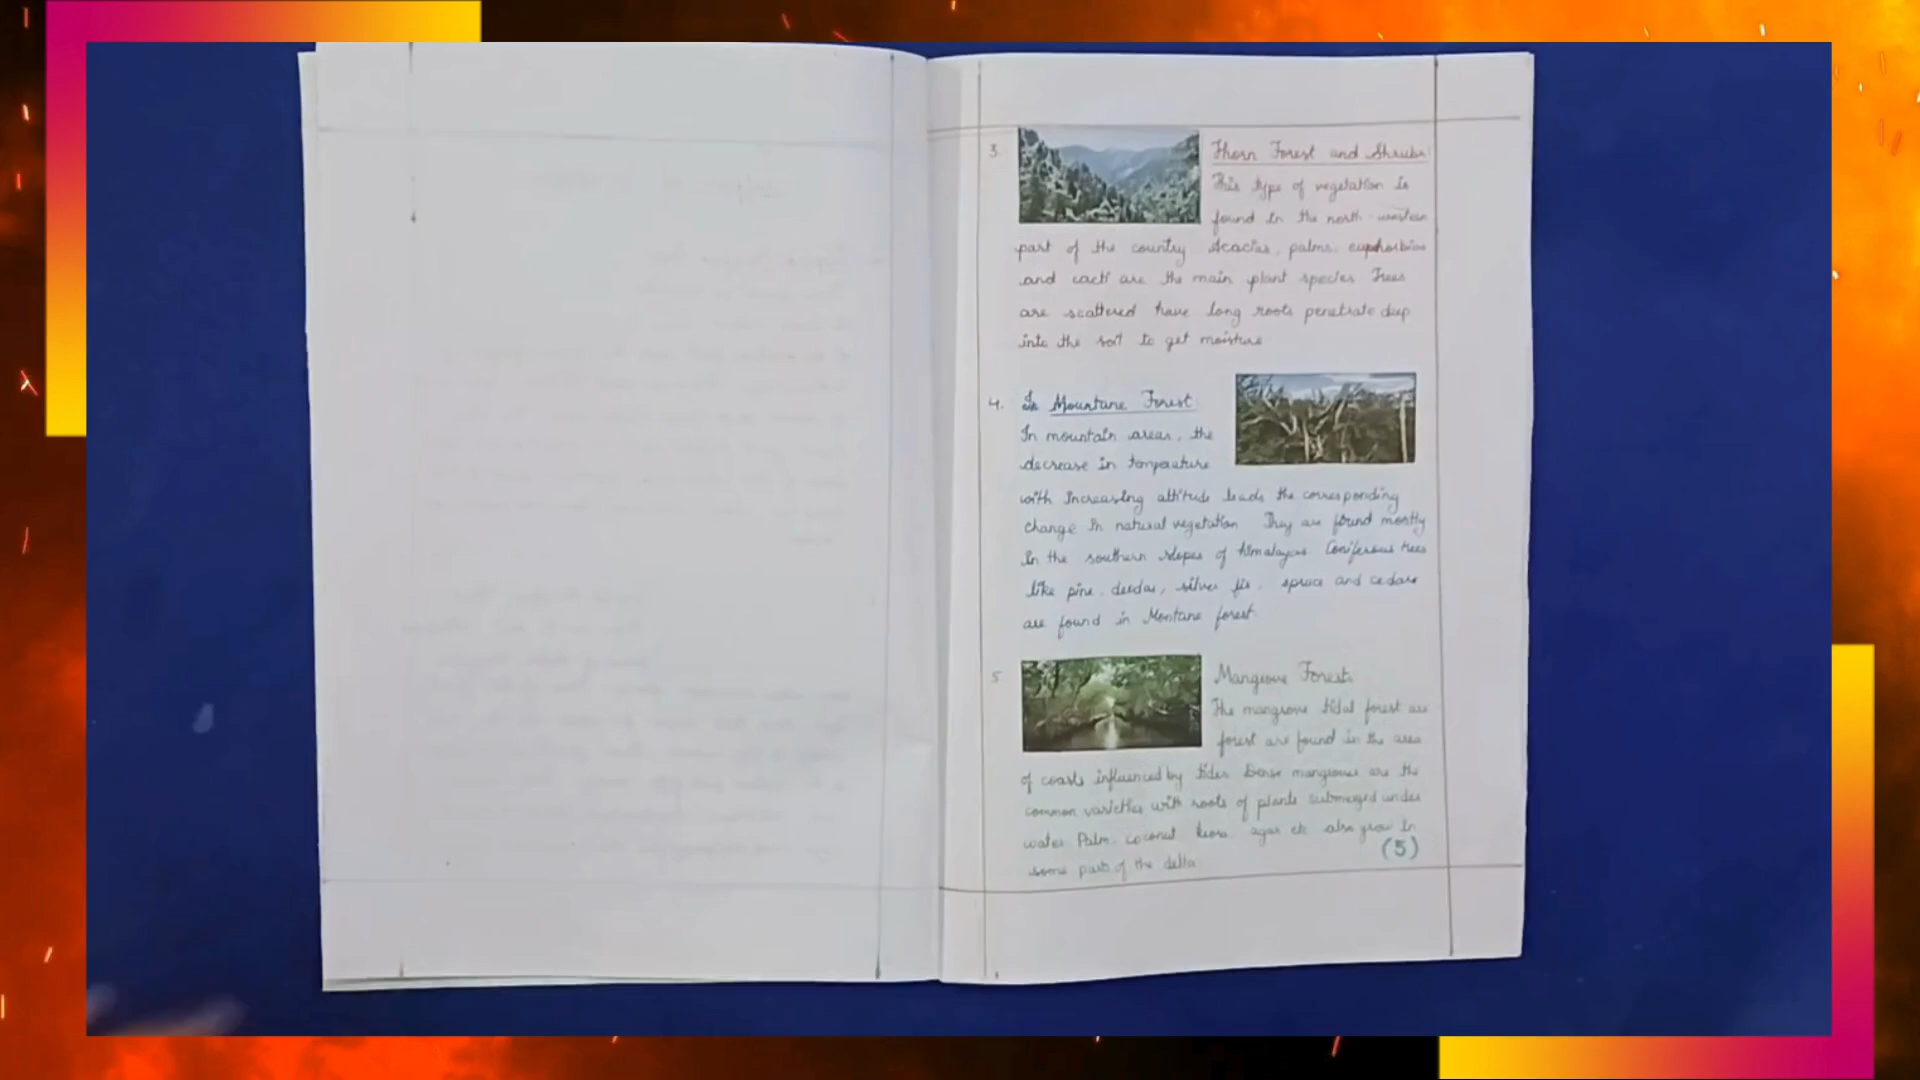 3. Thorn Forest and Shrubs:
This type of vegetation is
found in the north-western
part of the country Acacias, palms, euphorbias
and cacti are the main plant species Trees
are scattered have long roots penetrate deep
into the soil to get moisture
4. In Mountane Forest
In mountain areas, the
decrease in temperature
with increasing altitude leads the corresponding
change in natural vegetation They are found mostly
in the southern slopes of himalayas Coniferous trees
like pine, deedar, silver fir, spruce and cedars
are found in Montane forest.
5 Mangrove Forest:
The mangrove tidal forest are
forest are found in the area
of coasts influenced by tides Dense mangroves are the
common varieties with roots of plants submerged under
water Palm, coconut keora, agar etc also grow in
some parts of the delta
(5)